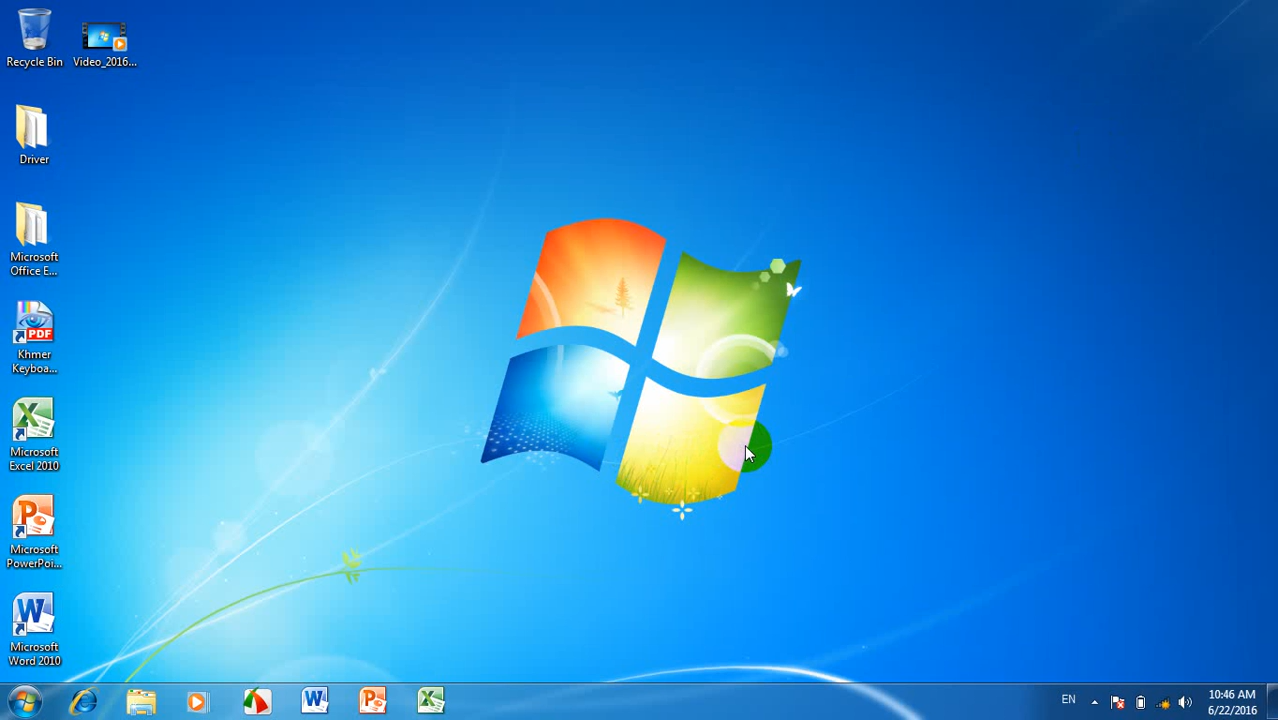 Recycle Bin
Video_2016...
Driver
Microsoft
Office E...
PDF
Khmer
Keyboa...
Microsoft
Excel 2010
Microsoft
PowerPoi...
Microsoft
Word 2010
EN
10:46 AM
6/22/2016